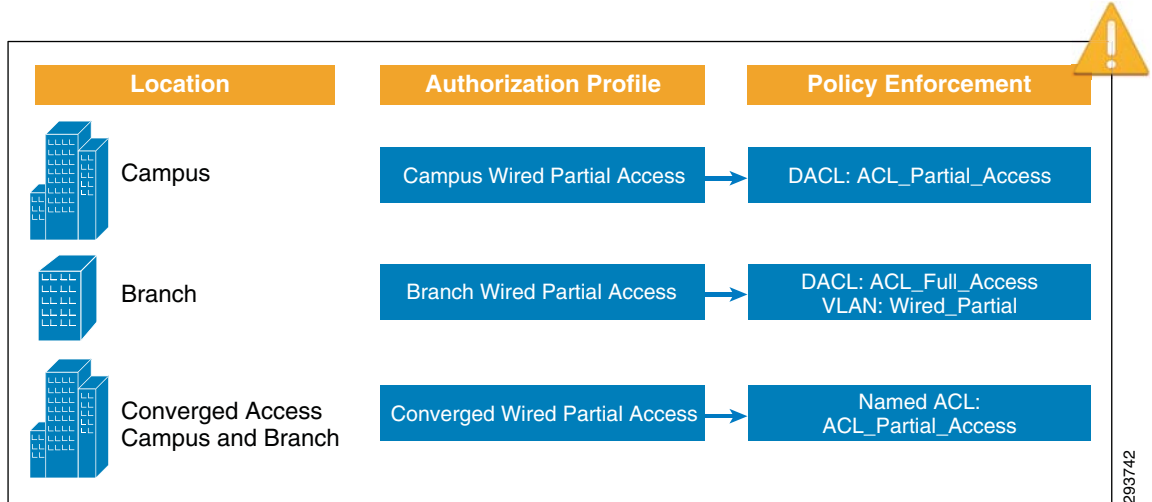 Location
Authorization Profile
Policy Enforcement
Campus
Campus Wired Partial Access
DACL: ACL_Partial_Access
Branch
Branch Wired Partial Access
DACL: ACL_Full_Access
VLAN: Wired_Partial
Converged Access
Campus and Branch
Converged Wired Partial Access
Named ACL:
ACL_Partial_Access
293742